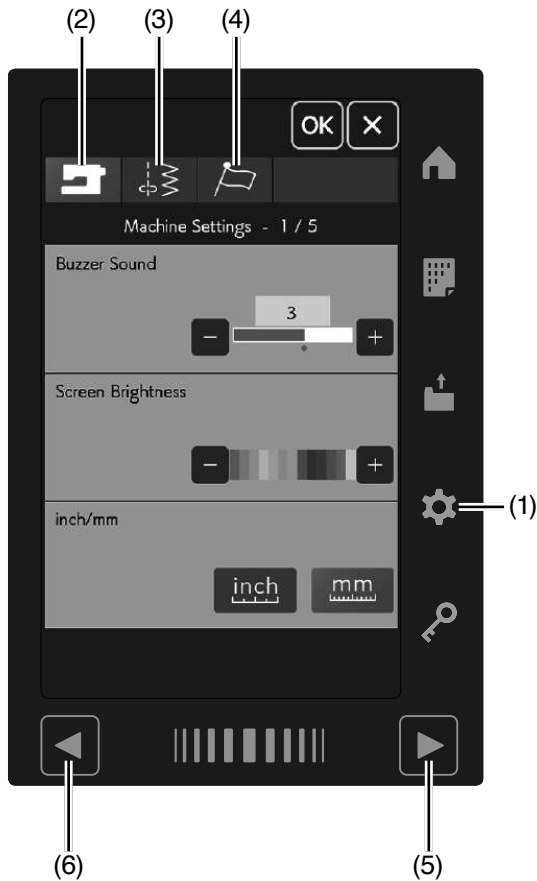 (2) (3) (4)
OK ×
Machine Settings - 1 / 5
Buzzer Sound
3
− +
Screen Brightness
− +
(1)
inch/mm
inch mm
(6) (5)